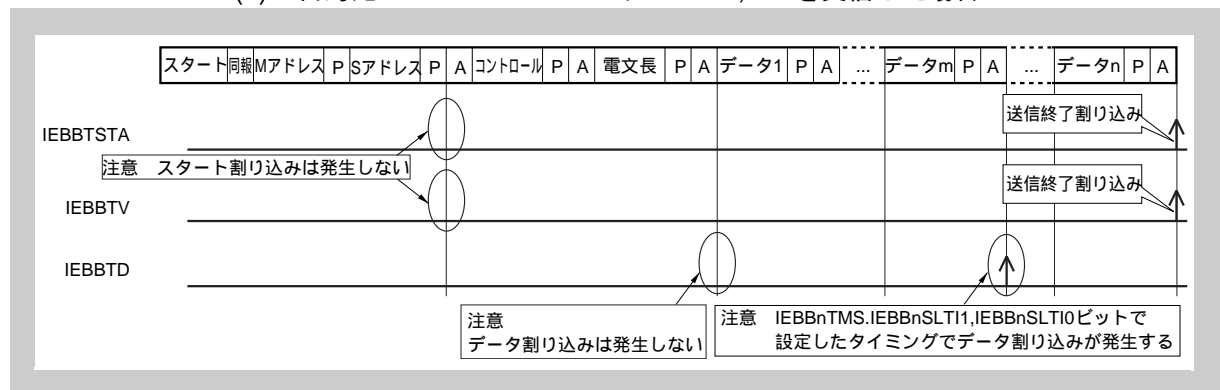 スタート 同報 Mアドレス P Sアドレス P A コントロール P A 電文長 P A データ1 P A ... データm P A ... データn P A
送信終了割り込み
IEBBTSTA
注意 スタート割り込みは発生しない
送信終了割り込み
IEBBTV
IEBBTD
注意
データ割り込みは発生しない
注意 IEBBnTMS.IEBBnSLTI1,IEBBnSLTI0ビットで
設定したタイミングでデータ割り込みが発生する